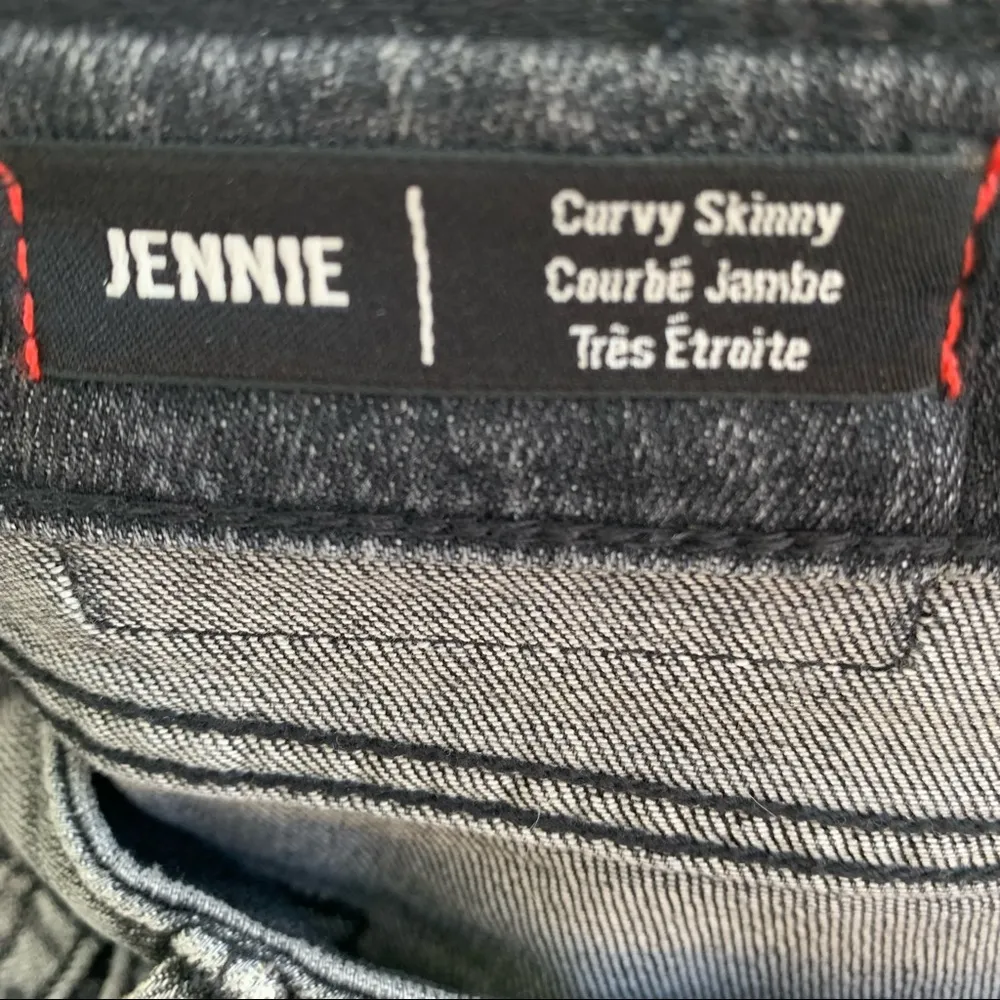 JENNIE
Curvy Skinny
Courbé Jambe
Très Étroite